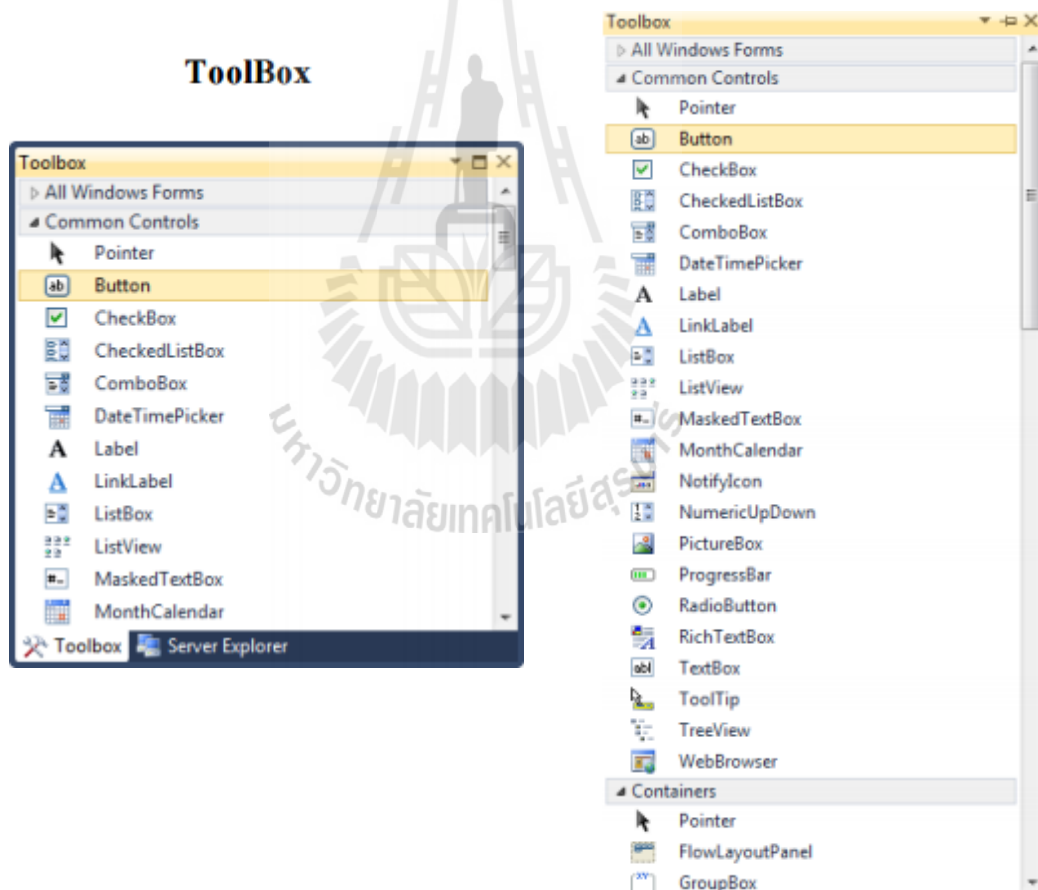 ToolBox
Toolbox
All Windows Forms
Common Controls
Pointer
Button
CheckBox
CheckedListBox
ComboBox
DateTimePicker
Label
LinkLabel
ListBox
ListView
MaskedTextBox
MonthCalendar
Toolbox
Server Explorer
Toolbox
All Windows Forms
Common Controls
Pointer
Button
CheckBox
CheckedListBox
ComboBox
DateTimePicker
Label
LinkLabel
ListBox
ListView
MaskedTextBox
MonthCalendar
NotifyIcon
NumericUpDown
PictureBox
ProgressBar
RadioButton
RichTextBox
TextBox
ToolTip
TreeView
WebBrowser
Containers
Pointer
FlowLayoutPanel
GroupBox
มหาวิทยาลัยเทคโนโลยีสุรนารี